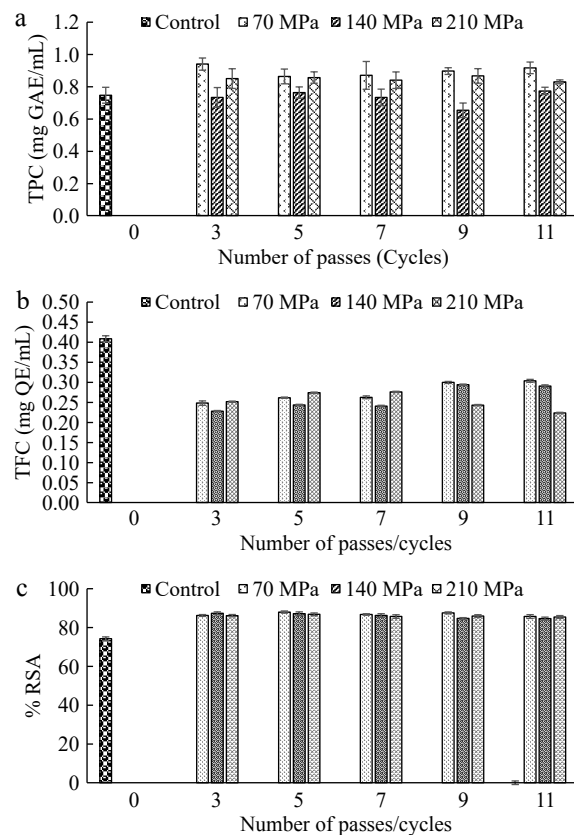 a
Control 70 MPa 140 MPa 210 MPa
TPC (mg GAE/mL)
1.2
1.0
0.8
0.6
0.4
0.2
0.0
0 3 5 7 9 11
Number of passes (Cycles)
b
Control 70 MPa 140 MPa 210 MPa
TFC (mg QE/mL)
0.50
0.45
0.40
0.35
0.30
0.25
0.20
0.15
0.10
0.05
0.00
0 3 5 7 9 11
Number of passes/cycles
c
Control 70 MPa 140 MPa 210 MPa
% RSA
100
80
60
40
20
0
0 3 5 7 9 11
Number of passes/cycles